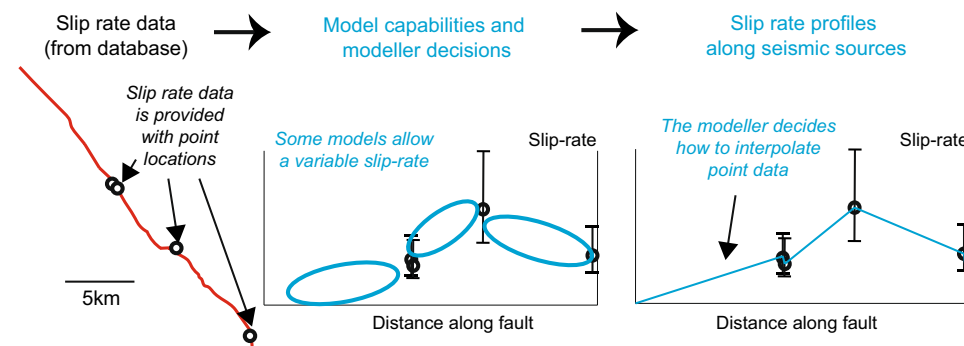 Slip rate data
(from database)
Model capabilities and
modeller decisions
Slip rate profiles
along seismic sources
Slip rate data
is provided
with point
locations
5km
Some models allow
a variable slip-rate
Slip-rate
Distance along fault
The modeller decides
how to interpolate
point data
Slip-rate
Distance along fault